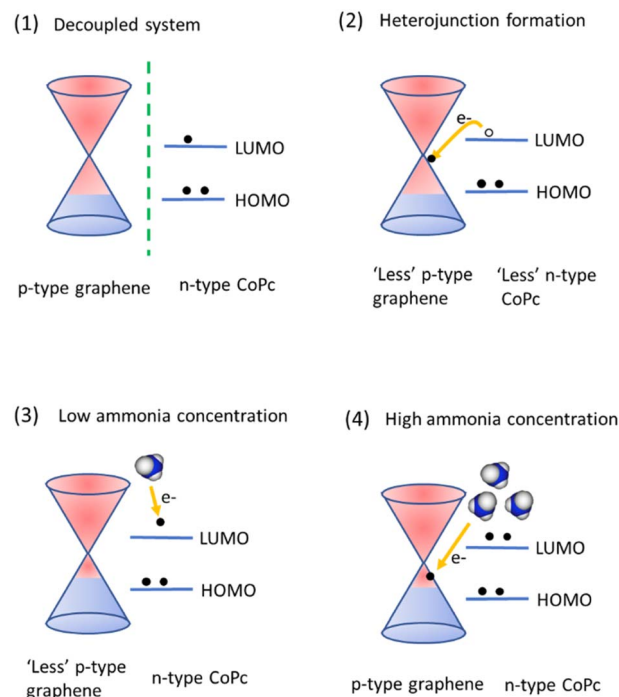 (1) Decoupled system
LUMO
HOMO
p-type graphene n-type CoPc
(2) Heterojunction formation
e-
LUMO
HOMO
‘Less’ p-type ‘Less’ n-type
graphene CoPc
(3) Low ammonia concentration
e-
LUMO
HOMO
‘Less’ p-type n-type CoPc
graphene
(4) High ammonia concentration
LUMO
e-
HOMO
p-type graphene n-type CoPc